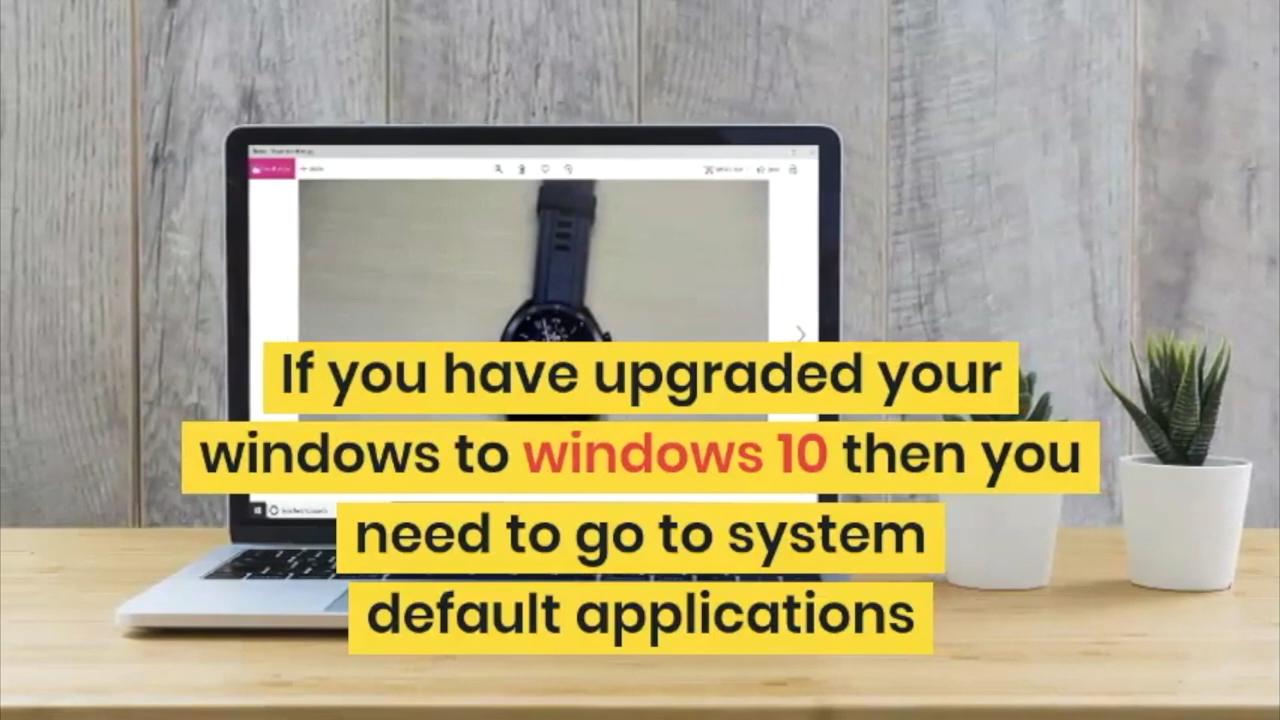 If you have upgraded your
windows to windows 10 then you
need to go to system
default applications